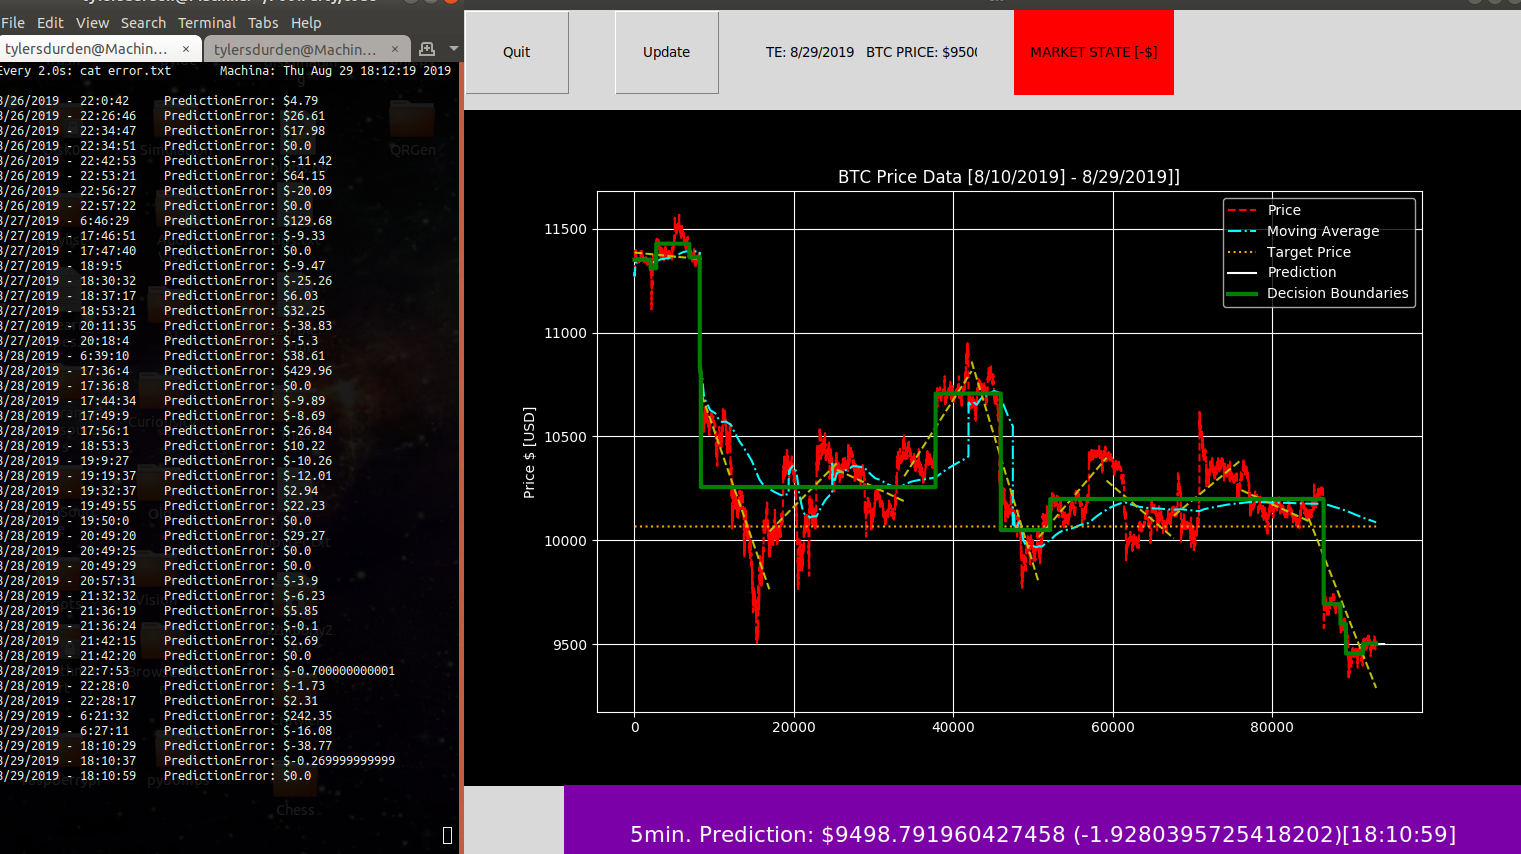 File Edit View Search Terminal Tabs Help
tylersdurden@Machin... × tylersdurden@Machin... ×
Every 2.0s: cat error.txt Machina: Thu Aug 29 18:12:19 2019
8/26/2019 - 22:0:42 PredictionError: $4.79
8/26/2019 - 22:26:46 PredictionError: $26.61
8/26/2019 - 22:34:47 PredictionError: $17.98
8/26/2019 - 22:34:51 PredictionError: $0.0
8/26/2019 - 22:42:53 PredictionError: $-11.42
8/26/2019 - 22:53:21 PredictionError: $64.15
8/26/2019 - 22:56:27 PredictionError: $-20.09
8/26/2019 - 22:57:22 PredictionError: $0.0
8/27/2019 - 6:46:29 PredictionError: $129.68
8/27/2019 - 17:46:51 PredictionError: $-9.33
8/27/2019 - 17:47:40 PredictionError: $0.0
8/27/2019 - 18:9:5 PredictionError: $-9.47
8/27/2019 - 18:30:32 PredictionError: $-25.26
8/27/2019 - 18:37:17 PredictionError: $6.03
8/27/2019 - 18:53:21 PredictionError: $32.25
8/27/2019 - 20:11:35 PredictionError: $-38.83
8/27/2019 - 20:18:4 PredictionError: $-5.3
8/28/2019 - 6:39:10 PredictionError: $38.61
8/28/2019 - 17:36:4 PredictionError: $429.96
8/28/2019 - 17:36:8 PredictionError: $0.0
8/28/2019 - 17:44:34 PredictionError: $-9.89
8/28/2019 - 17:49:9 PredictionError: $-8.69
8/28/2019 - 17:56:1 PredictionError: $-26.84
8/28/2019 - 18:53:3 PredictionError: $10.22
8/28/2019 - 19:9:27 PredictionError: $-10.26
8/28/2019 - 19:19:37 PredictionError: $-12.01
8/28/2019 - 19:32:37 PredictionError: $2.94
8/28/2019 - 19:49:55 PredictionError: $22.23
8/28/2019 - 19:50:0 PredictionError: $0.0
8/28/2019 - 20:49:20 PredictionError: $29.27
8/28/2019 - 20:49:25 PredictionError: $0.0
8/28/2019 - 20:49:29 PredictionError: $0.0
8/28/2019 - 20:57:31 PredictionError: $-3.9
8/28/2019 - 21:32:32 PredictionError: $-6.23
8/28/2019 - 21:36:19 PredictionError: $5.85
8/28/2019 - 21:36:24 PredictionError: $-0.1
8/28/2019 - 21:42:15 PredictionError: $2.69
8/28/2019 - 21:42:20 PredictionError: $0.0
8/28/2019 - 22:7:53 PredictionError: $-0.700000000001
8/28/2019 - 22:28:0 PredictionError: $-1.73
8/28/2019 - 22:28:17 PredictionError: $2.31
8/29/2019 - 6:21:32 PredictionError: $242.35
8/29/2019 - 6:27:11 PredictionError: $-16.08
8/29/2019 - 18:10:29 PredictionError: $-38.77
8/29/2019 - 18:10:37 PredictionError: $-0.269999999999
8/29/2019 - 18:10:59 PredictionError: $0.0
QRGen
Chess
Quit Update TE: 8/29/2019 BTC PRICE: $9500 MARKET STATE [-$]
BTC Price Data [8/10/2019] - 8/29/2019]]
Price
Moving Average
Target Price
Prediction
Decision Boundaries
Price $ [USD]
11500
11000
10500
10000
9500
0 20000 40000 60000 80000
5min. Prediction: $9498.791960427458 (-1.9280395725418202)[18:10:59]